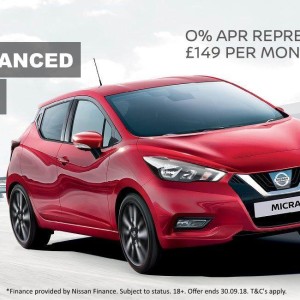 ANCED
0% APR REPRE
£149 PER MON
NISSAN
MICRA
*Finance provided by Nissan Finance. Subject to status. 18+. Offer ends 30.09.18. T&C's apply.